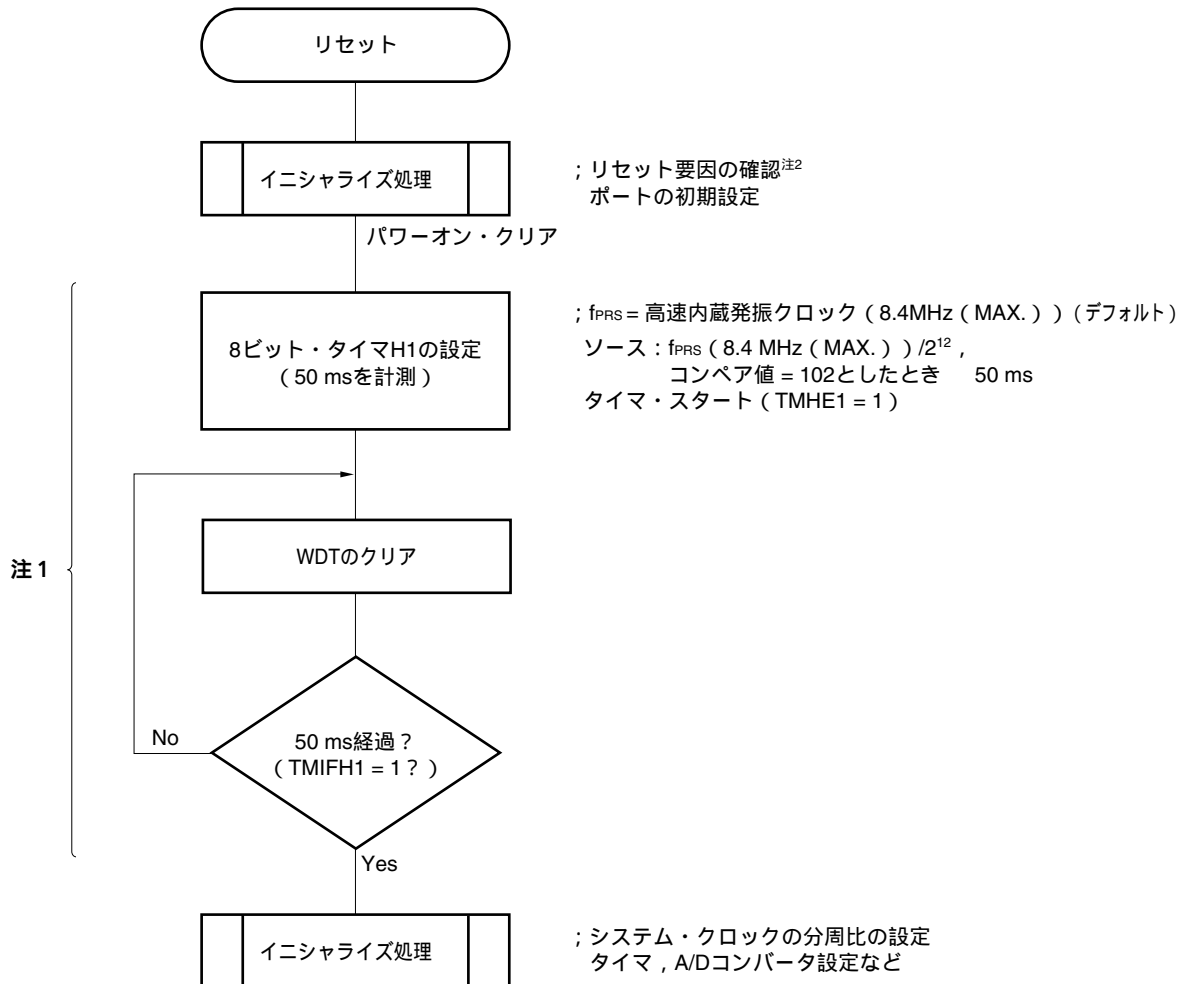 リセット
イニシャライズ処理
；リセット要因の確認注2
ポートの初期設定
パワーオン・クリア
8ビット・タイマH1の設定
（50 msを計測）
；fPRS = 高速内蔵発振クロック（8.4MHz（MAX.））（デフォルト）
ソース：fPRS（8.4 MHz（MAX.））/2^12，
コンペア値 = 102としたとき　50 ms
タイマ・スタート（TMHE1 = 1）
WDTのクリア
注1
No
50 ms経過？
（TMIFH1 = 1？）
Yes
イニシャライズ処理
；システム・クロックの分周比の設定
タイマ，A/Dコンバータ設定など